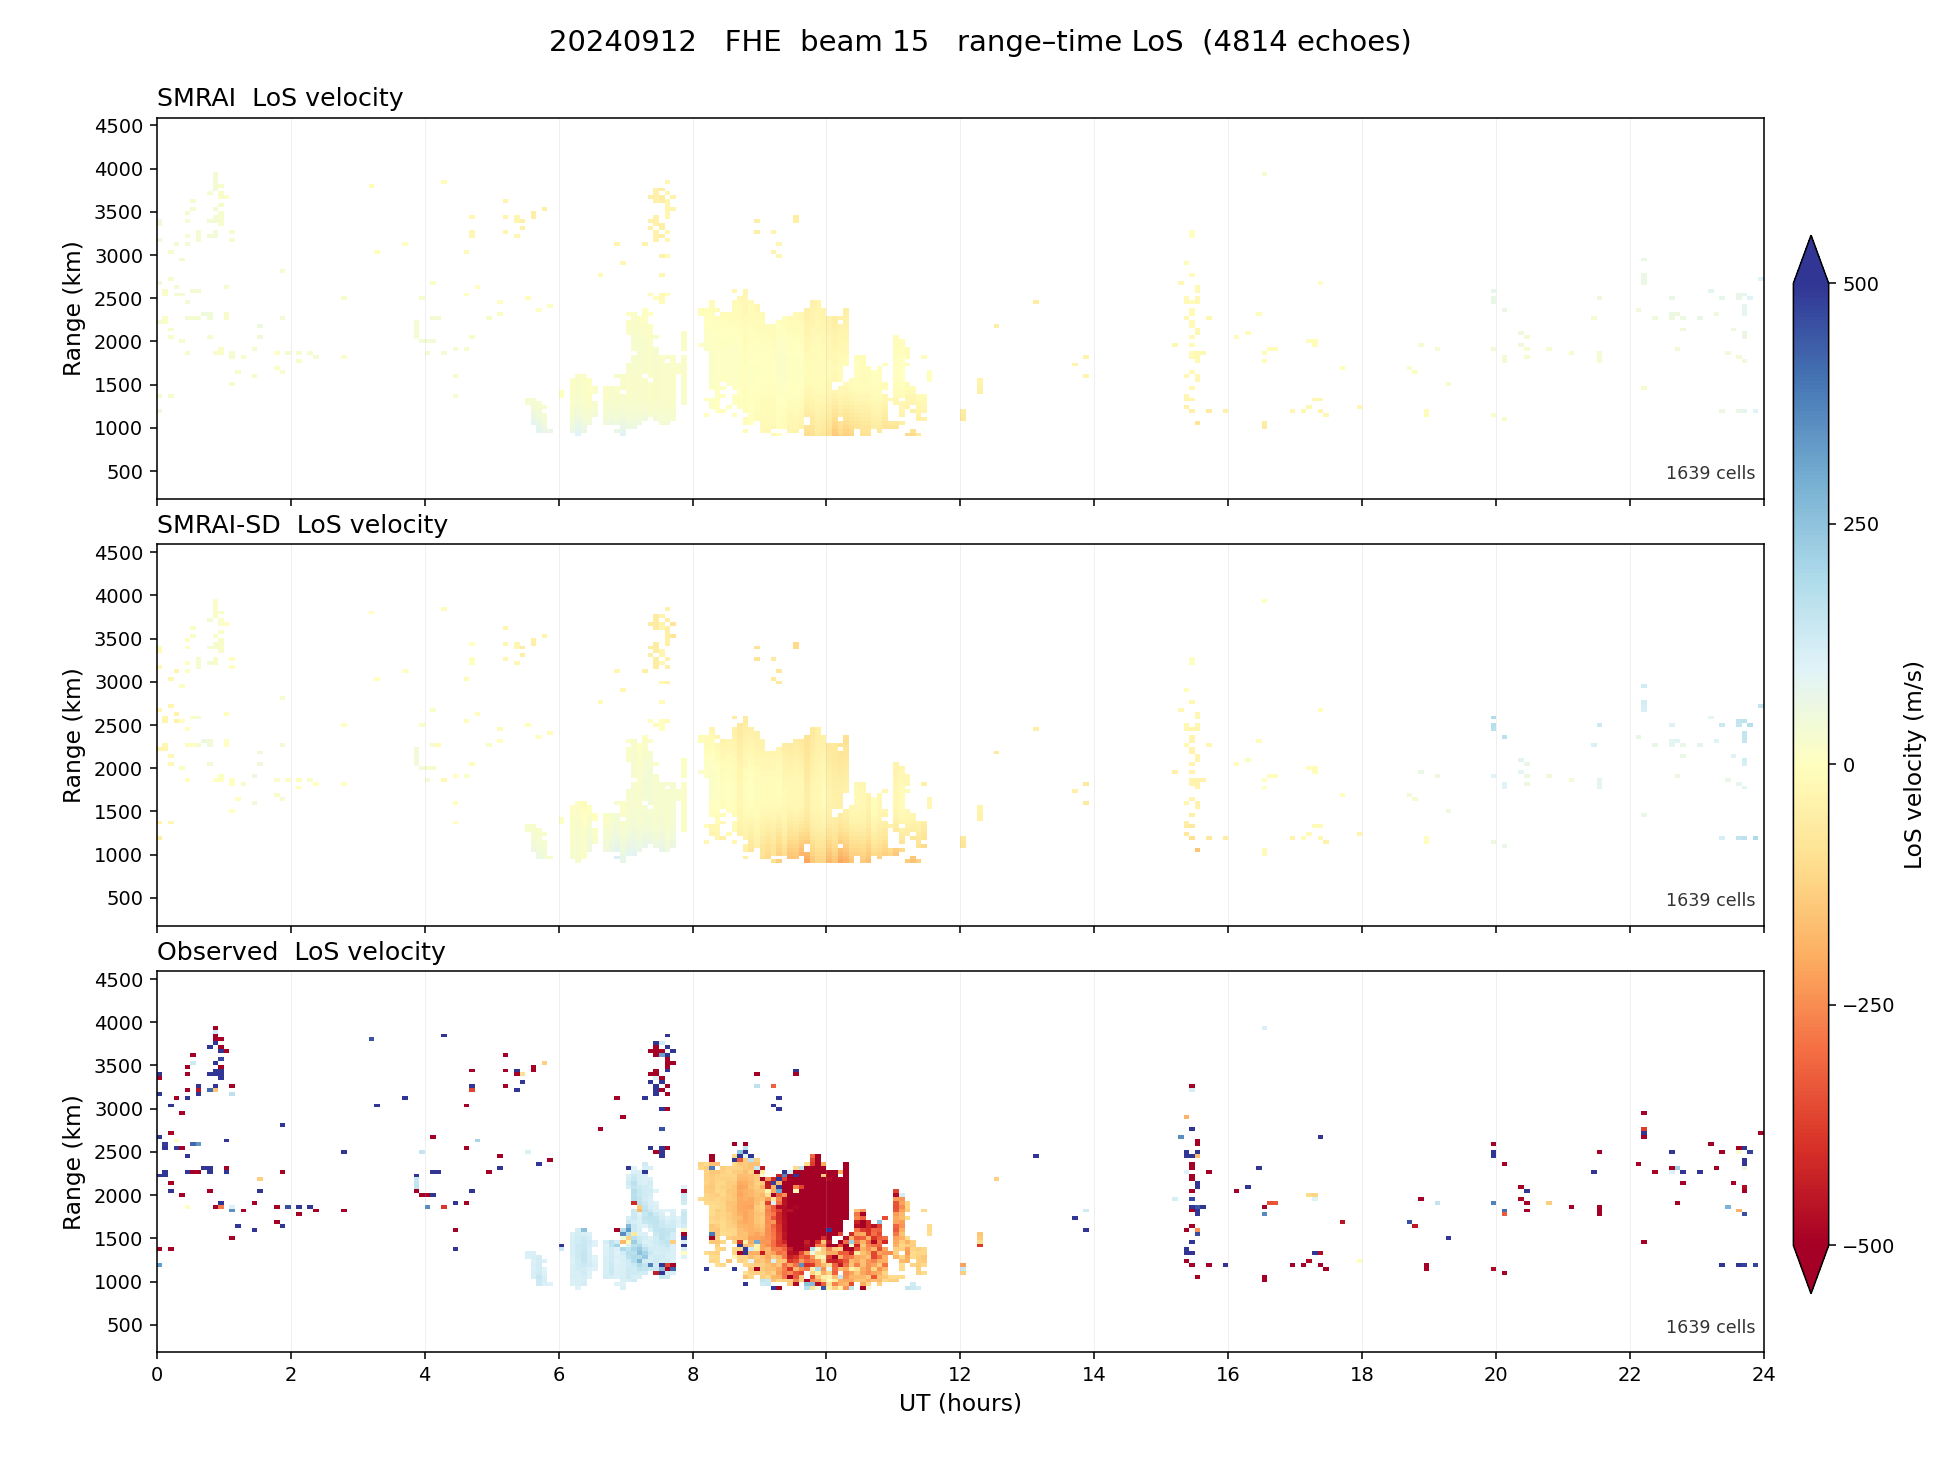 20240912   FHE  beam 15   range–time LoS  (4814 echoes)
SMRAI  LoS velocity
4500
4000
3500
3000
2500
2000
1500
1000
500
Range (km)
1639 cells
SMRAI-SD  LoS velocity
4500
4000
3500
3000
2500
2000
1500
1000
500
Range (km)
1639 cells
Observed  LoS velocity
4500
4000
3500
3000
2500
2000
1500
1000
500
Range (km)
1639 cells
0 2 4 6 8 10 12 14 16 18 20 22 24
UT (hours)
500
250
0
−250
−500
LoS velocity (m/s)